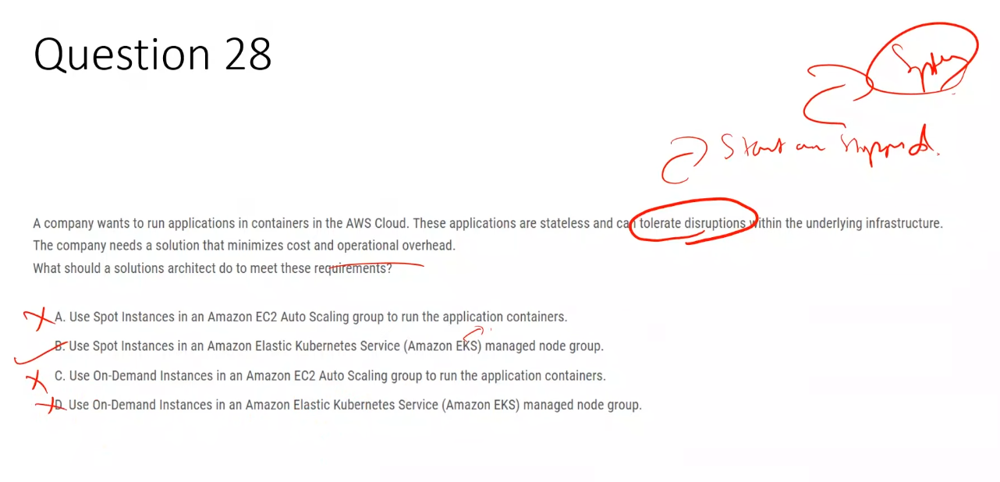 Question 28
Start an stopped.
A company wants to run applications in containers in the AWS Cloud. These applications are stateless and can tolerate disruptions within the underlying infrastructure.
The company needs a solution that minimizes cost and operational overhead.
What should a solutions architect do to meet these requirements?
A. Use Spot Instances in an Amazon EC2 Auto Scaling group to run the application containers.
B. Use Spot Instances in an Amazon Elastic Kubernetes Service (Amazon EKS) managed node group.
C. Use On-Demand Instances in an Amazon EC2 Auto Scaling group to run the application containers.
D. Use On-Demand Instances in an Amazon Elastic Kubernetes Service (Amazon EKS) managed node group.